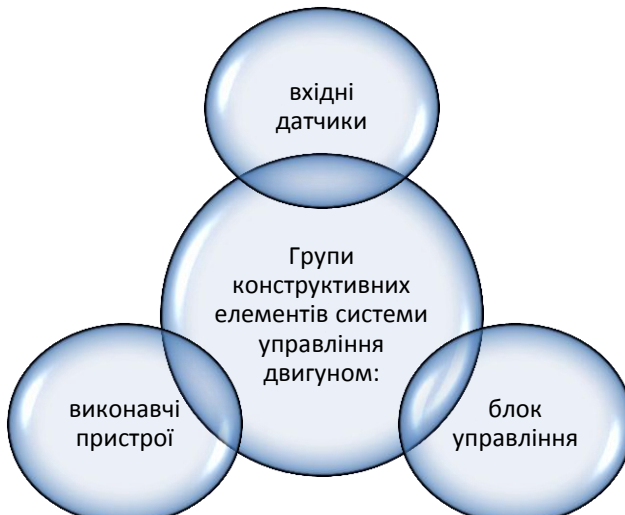 вхідні
датчики
Групи
конструктивних
елементів системи
управління
двигуном:
виконавчі
пристрої
блок
управління